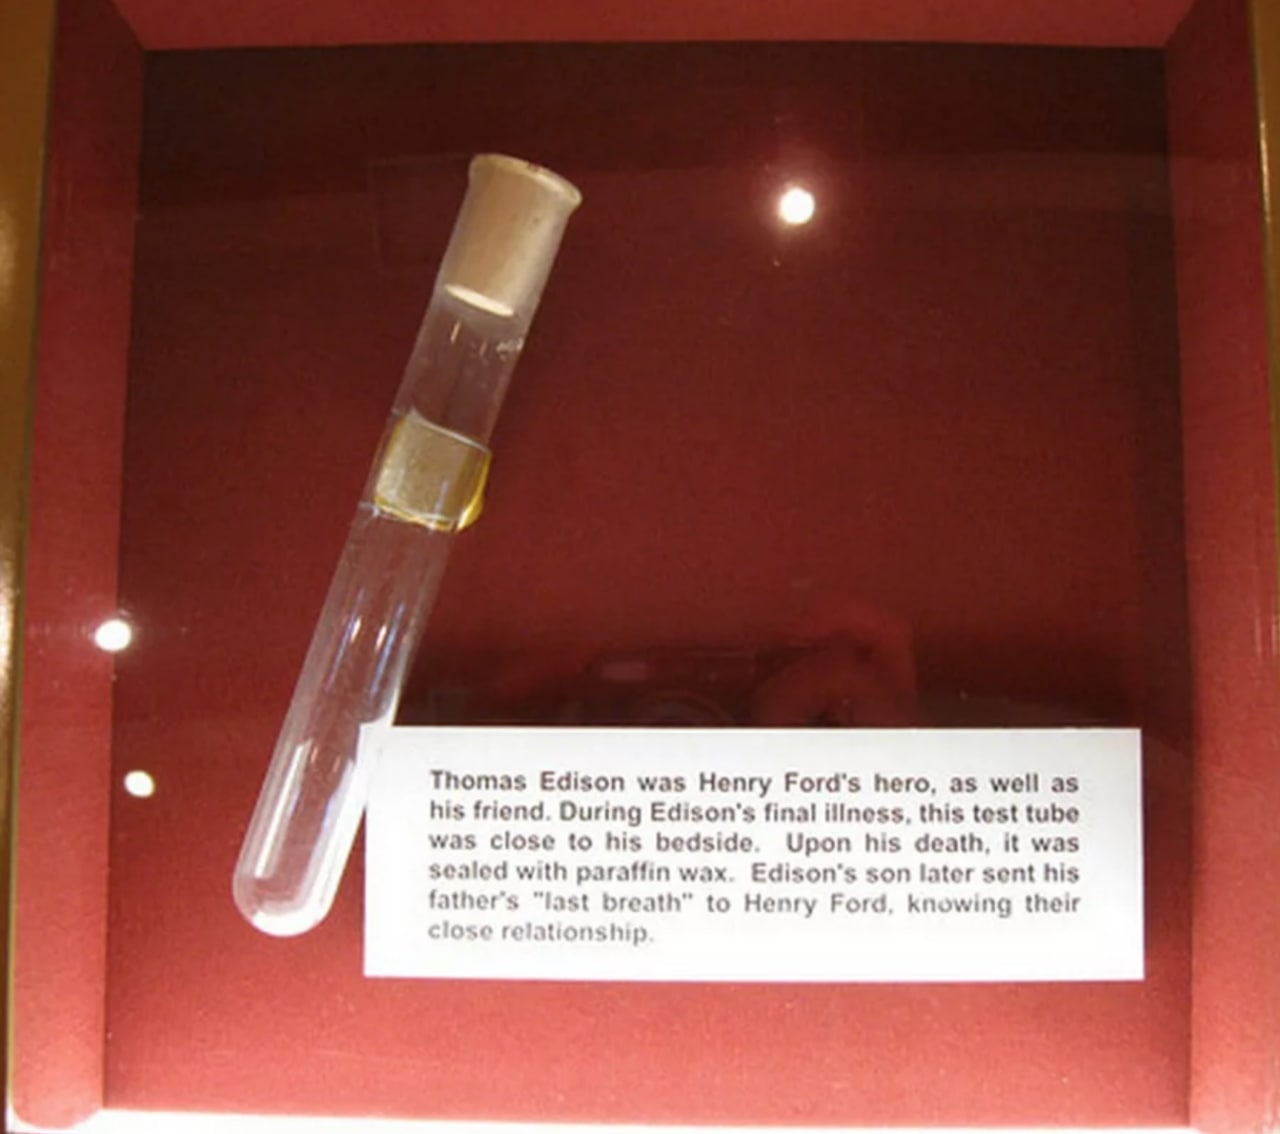 Thomas Edison was Henry Ford's hero, as well as
his friend. During Edison's final illness, this test tube
was close to his bedside. Upon his death, it was
sealed with paraffin wax. Edison's son later sent his
father's "last breath" to Henry Ford, knowing their
close relationship.